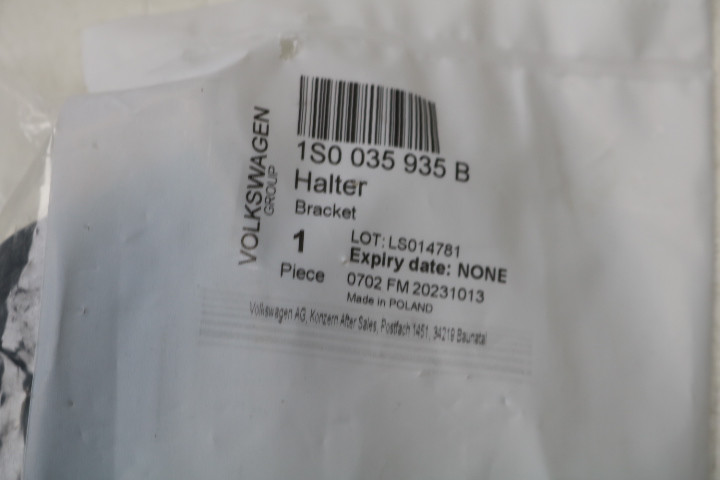 VOLKSWAGEN
GROUP
1S0 035 935 B
Halter
Bracket
1
Piece
LOT: LS014781
Expiry date: NONE
0702 FM 20231013
Made in POLAND
Volkswagen AG, Konzern After Sales, Postfach 1451, 34219 Baunatal